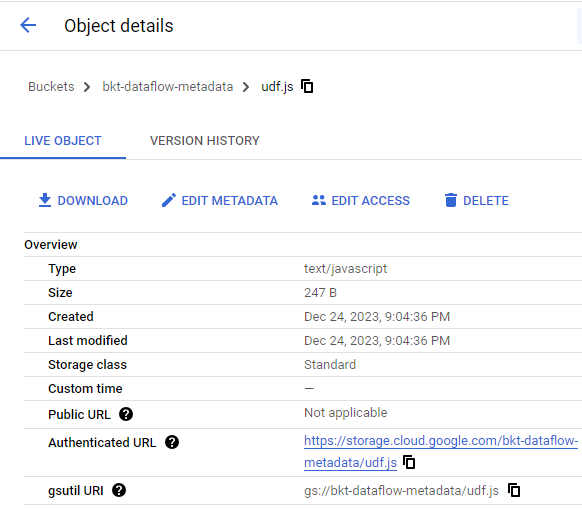 Object details
Buckets > bkt-dataflow-metadata > udf.js
LIVE OBJECT VERSION HISTORY
DOWNLOAD EDIT METADATA EDIT ACCESS DELETE
Overview
Type text/javascript
Size 247 B
Created Dec 24, 2023, 9:04:36 PM
Last modified Dec 24, 2023, 9:04:36 PM
Storage class Standard
Custom time —
Public URL ? Not applicable
Authenticated URL ? https://storage.cloud.google.com/bkt-dataflow-
metadata/udf.js
gsutil URI ? gs://bkt-dataflow-metadata/udf.js